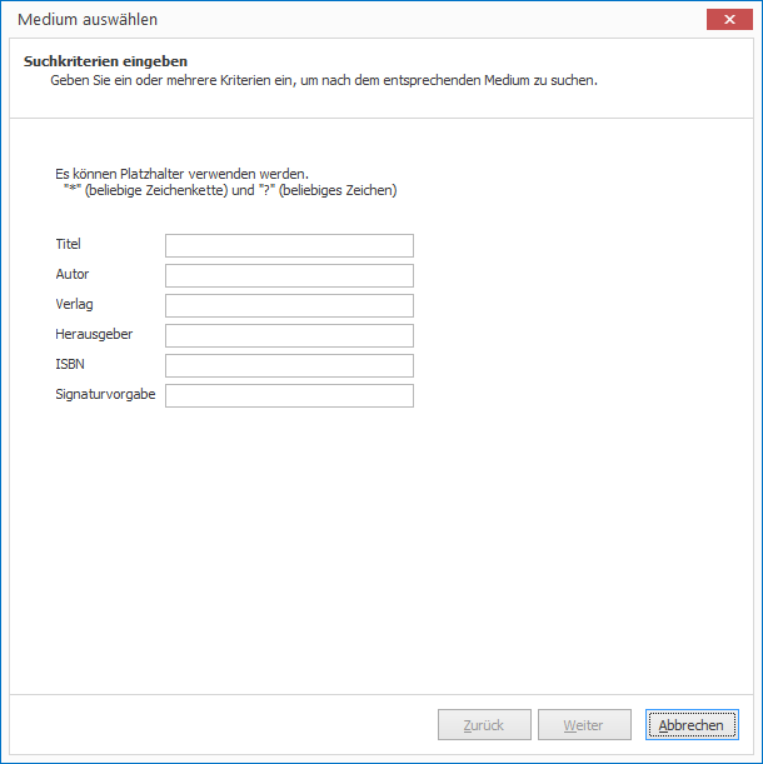 Medium auswählen
Suchkriterien eingeben
Geben Sie ein oder mehrere Kriterien ein, um nach dem entsprechenden Medium zu suchen.
Es können Platzhalter verwenden werden.
"*" (beliebige Zeichenkette) und "?" (beliebiges Zeichen)
Titel
Autor
Verlag
Herausgeber
ISBN
Signaturvorgabe
Zurück Weiter Abbrechen